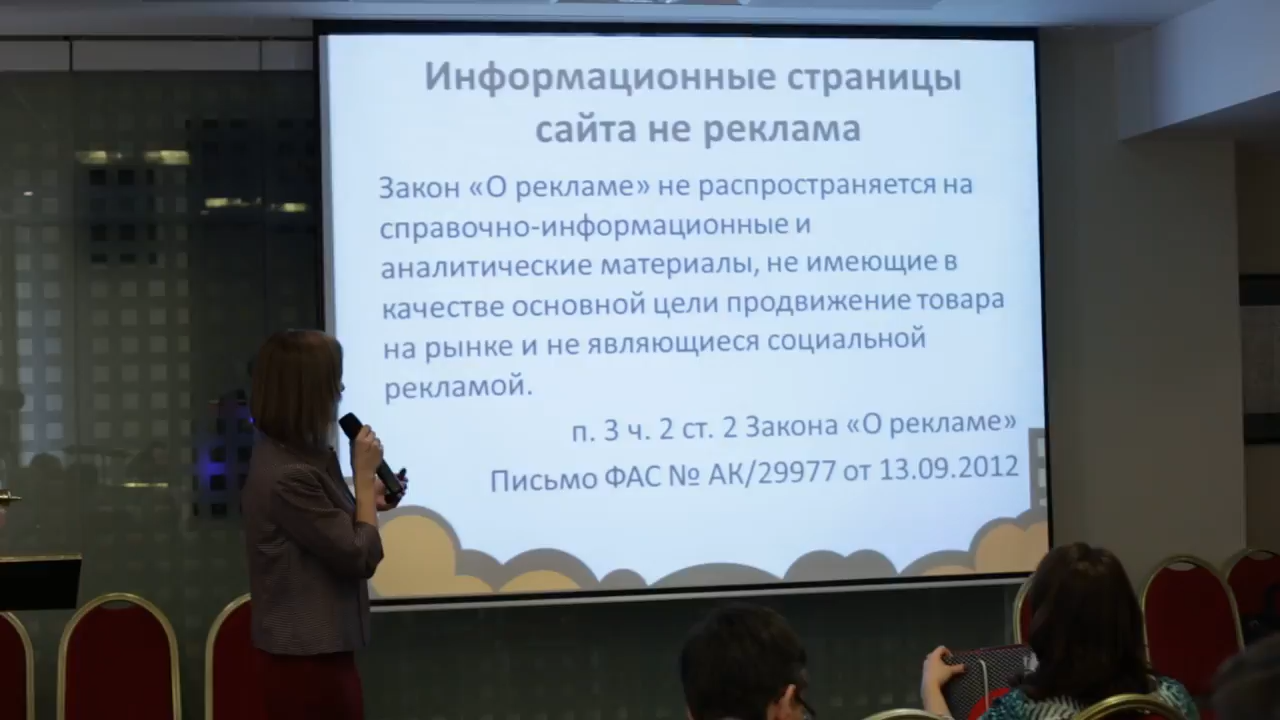 Информационные страницы
сайта не реклама
Закон «О рекламе» не распространяется на
справочно-информационные и
аналитические материалы, не имеющие в
качестве основной цели продвижение товара
на рынке и не являющиеся социальной
рекламой.
п. 3 ч. 2 ст. 2 Закона «О рекламе»
Письмо ФАС № АК/29977 от 13.09.2012